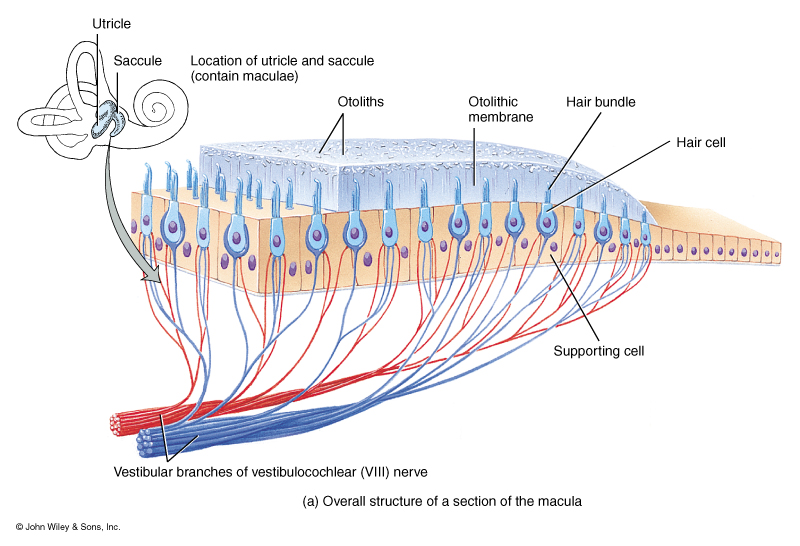 Utricle
Saccule
Location of utricle and saccule
(contain maculae)
Otoliths
Otolithic
membrane
Hair bundle
Hair cell
Supporting cell
Vestibular branches of vestibulocochlear (VIII) nerve
(a) Overall structure of a section of the macula
© John Wiley & Sons, Inc.